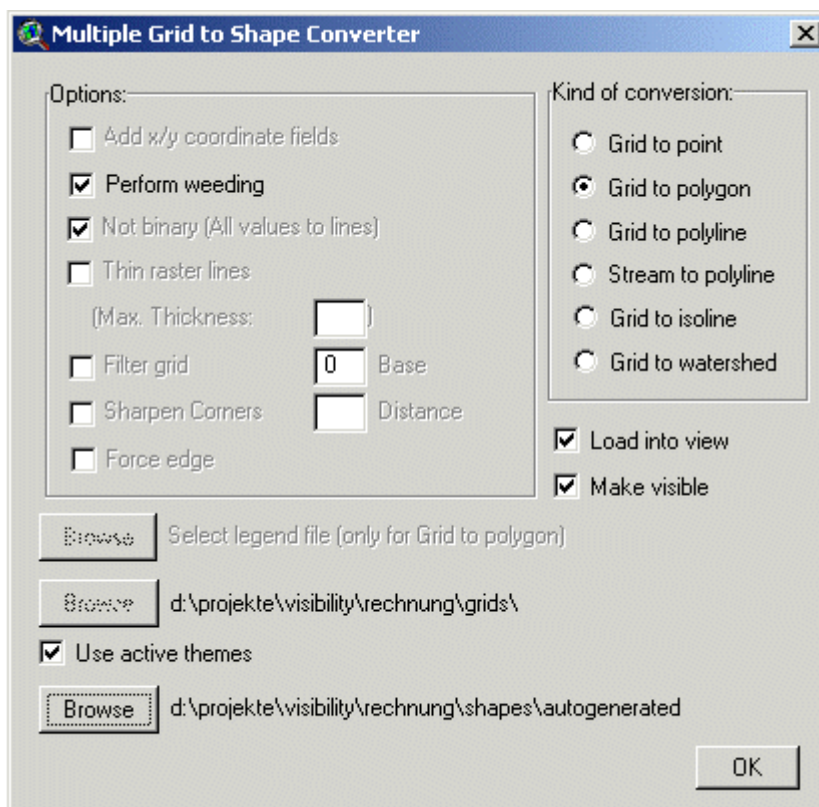 Multiple Grid to Shape Converter
Options:
Add x/y coordinate fields
Perform weeding
Not binary (All values to lines)
Thin raster lines
(Max. Thickness: )
Filter grid 0 Base
Sharpen Corners Distance
Force edge
Kind of conversion:
Grid to point
Grid to polygon
Grid to polyline
Stream to polyline
Grid to isoline
Grid to watershed
Load into view
Make visible
Browse Select legend file (only for Grid to polygon)
Browse d:\projekte\visibility\rechnung\grids\
Use active themes
Browse d:\projekte\visibility\rechnung\shapes\autogenerated
OK